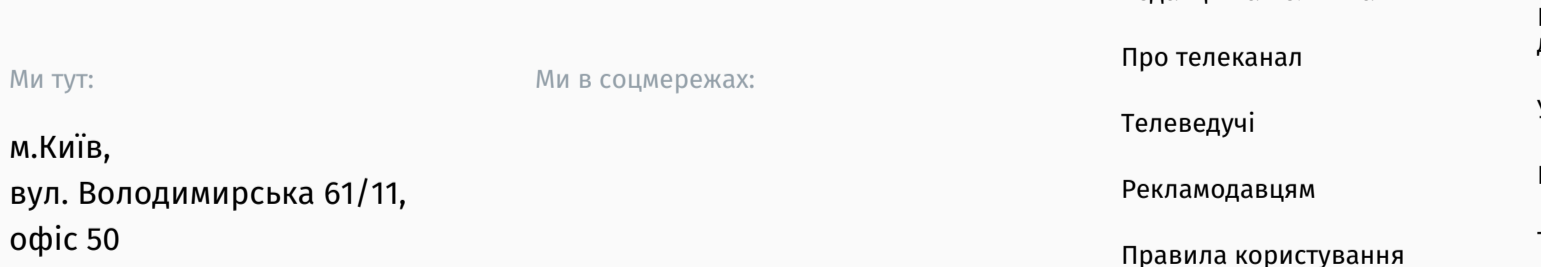 Ми тут:
м.Київ,
вул. Володимирська 61/11,
офіс 50
Ми в соцмережах:
Про телеканал
Телеведучі
Рекламодавцям
Правила користування